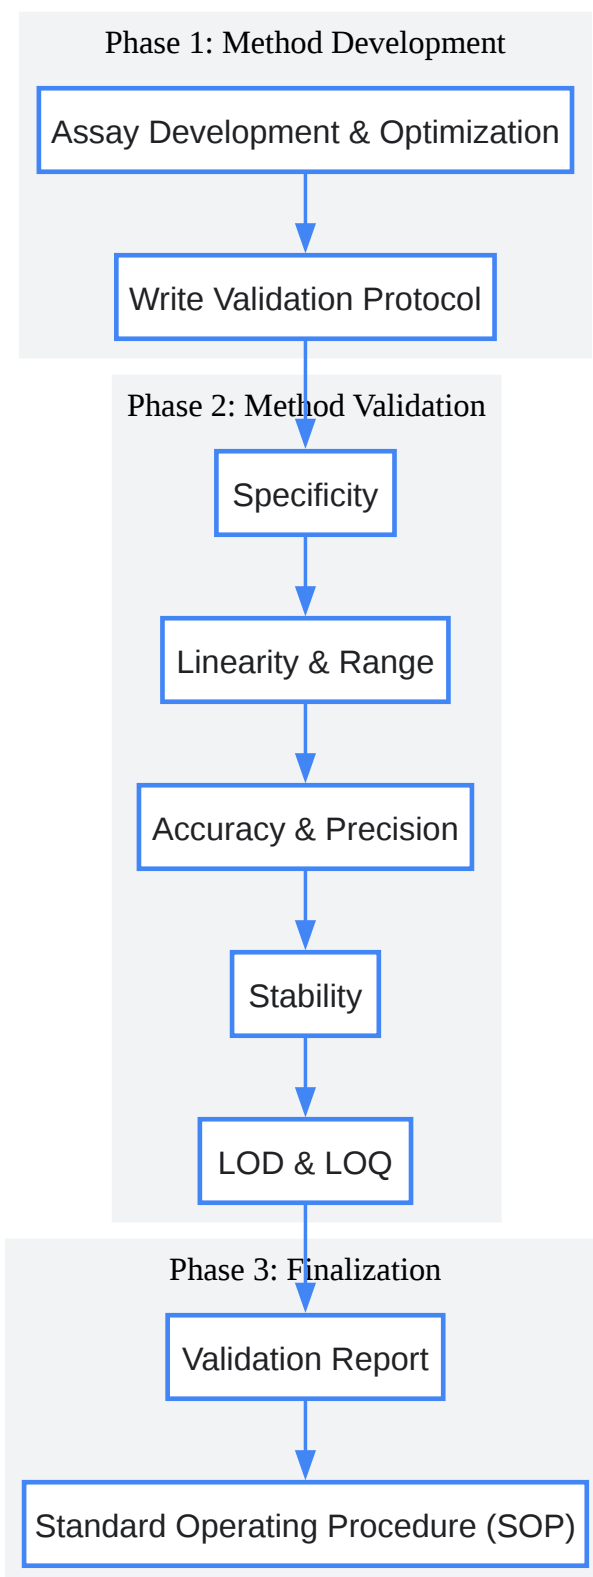 Phase 1: Method Development
Assay Development & Optimization
Write Validation Protocol
Phase 2: Method Validation
Specificity
Linearity & Range
Accuracy & Precision
Stability
LOD & LOQ
Phase 3: Finalization
Validation Report
Standard Operating Procedure (SOP)